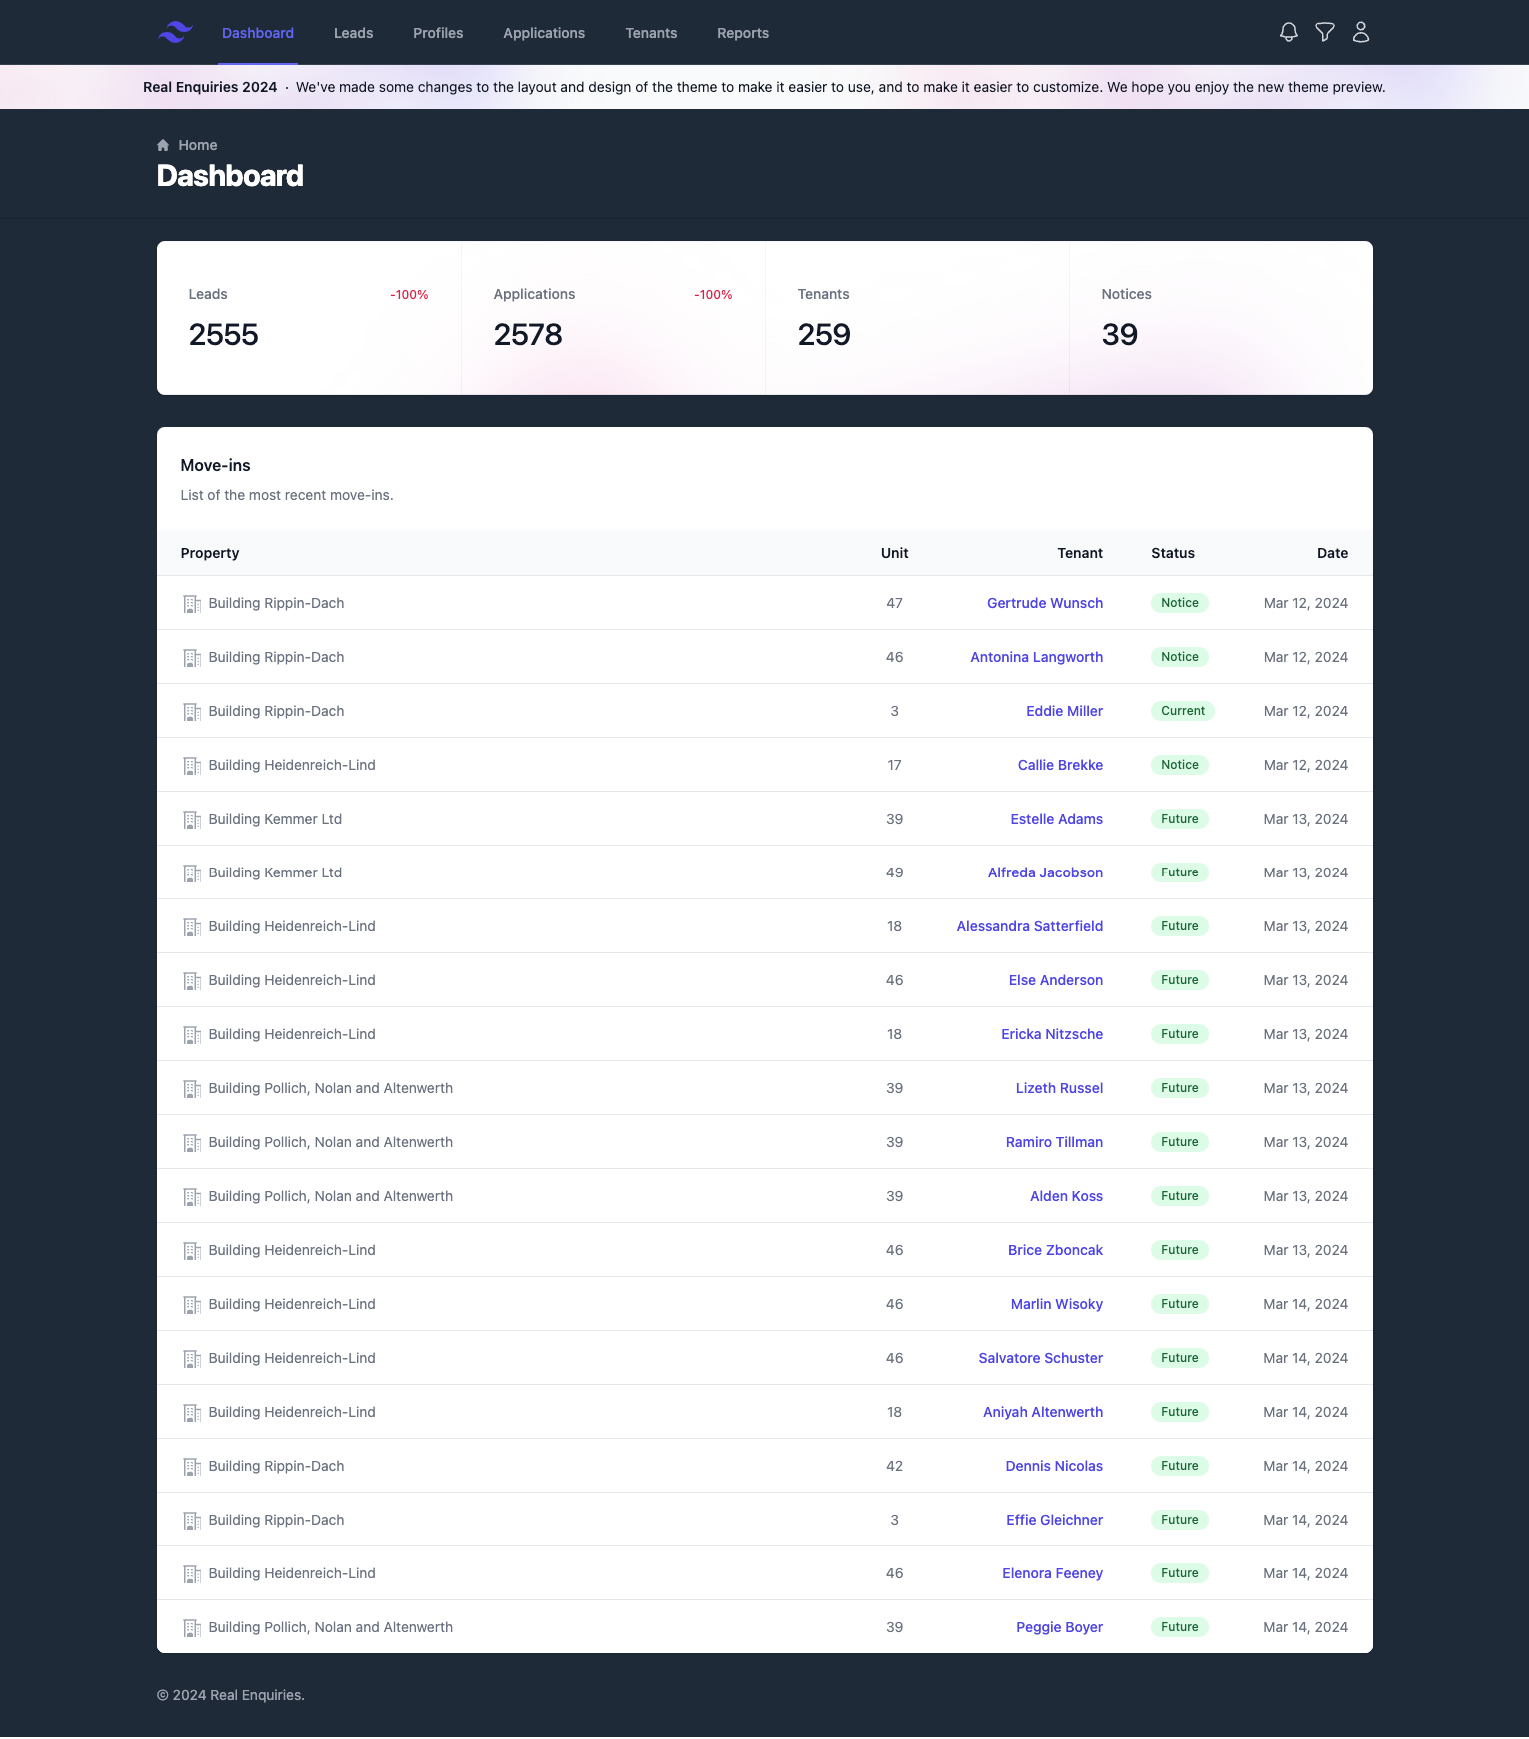 Dashboard Leads Profiles Applications Tenants Reports
Real Enquiries 2024 · We've made some changes to the layout and design of the theme to make it easier to use, and to make it easier to customize. We hope you enjoy the new theme preview.
Home
Dashboard
Leads -100% Applications -100% Tenants Notices
2555 2578 259 39
Move-ins
List of the most recent move-ins.
Property Unit Tenant Status Date
Building Rippin-Dach 47 Gertrude Wunsch Notice Mar 12, 2024
Building Rippin-Dach 46 Antonina Langworth Notice Mar 12, 2024
Building Rippin-Dach 3 Eddie Miller Current Mar 12, 2024
Building Heidenreich-Lind 17 Callie Brekke Notice Mar 12, 2024
Building Kemmer Ltd 39 Estelle Adams Future Mar 13, 2024
Building Kemmer Ltd 49 Alfreda Jacobson Future Mar 13, 2024
Building Heidenreich-Lind 18 Alessandra Satterfield Future Mar 13, 2024
Building Heidenreich-Lind 46 Else Anderson Future Mar 13, 2024
Building Heidenreich-Lind 18 Ericka Nitzsche Future Mar 13, 2024
Building Pollich, Nolan and Altenwerth 39 Lizeth Russel Future Mar 13, 2024
Building Pollich, Nolan and Altenwerth 39 Ramiro Tillman Future Mar 13, 2024
Building Pollich, Nolan and Altenwerth 39 Alden Koss Future Mar 13, 2024
Building Heidenreich-Lind 46 Brice Zboncak Future Mar 13, 2024
Building Heidenreich-Lind 46 Marlin Wisoky Future Mar 14, 2024
Building Heidenreich-Lind 46 Salvatore Schuster Future Mar 14, 2024
Building Heidenreich-Lind 18 Aniyah Altenwerth Future Mar 14, 2024
Building Rippin-Dach 42 Dennis Nicolas Future Mar 14, 2024
Building Rippin-Dach 3 Effie Gleichner Future Mar 14, 2024
Building Heidenreich-Lind 46 Elenora Feeney Future Mar 14, 2024
Building Pollich, Nolan and Altenwerth 39 Peggie Boyer Future Mar 14, 2024
© 2024 Real Enquiries.